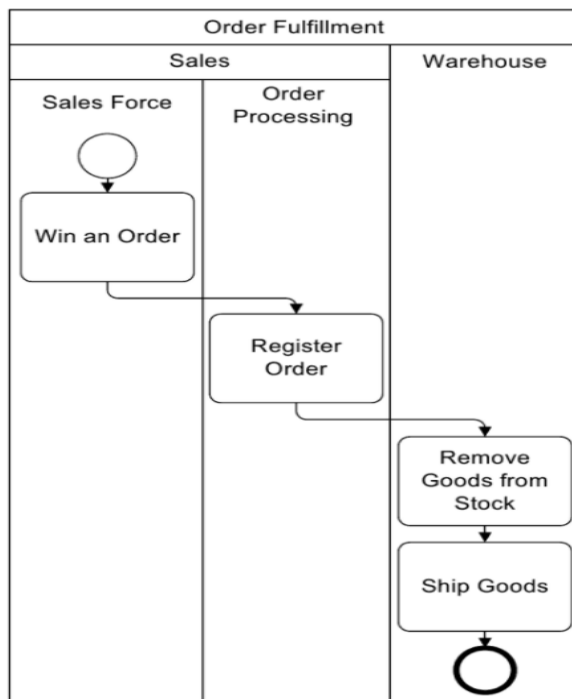 Order Fulfillment
Sales
Warehouse
Sales Force
Order
Processing
Win an Order
Register
Order
Remove
Goods from
Stock
Ship Goods